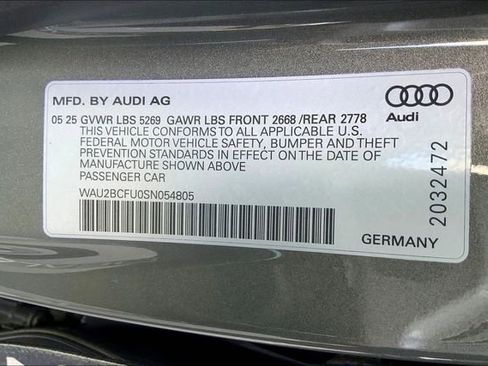 MFD. BY AUDI AG
05 25 GVWR LBS 5269 GAWR LBS FRONT 2668 /REAR 2778
THIS VEHICLE CONFORMS TO ALL APPLICABLE U.S.
FEDERAL MOTOR VEHICLE SAFETY, BUMPER AND THEFT
PREVENTION STANDARDS IN EFFECT ON THE DATE OF
MANUFACTURE SHOWN ABOVE
PASSENGER CAR
WAU2BCFU0SN054805
Audi
2032472
GERMANY